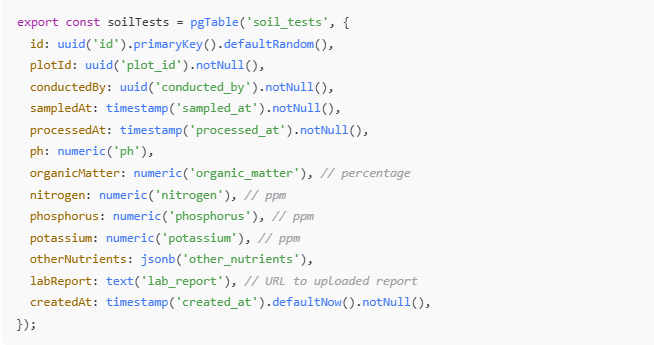 export const soilTests = pgTable('soil_tests', {
  id: uuid('id').primaryKey().defaultRandom(),
  plotId: uuid('plot_id').notNull(),
  conductedBy: uuid('conducted_by').notNull(),
  sampledAt: timestamp('sampled_at').notNull(),
  processedAt: timestamp('processed_at').notNull(),
  ph: numeric('ph'),
  organicMatter: numeric('organic_matter'), // percentage
  nitrogen: numeric('nitrogen'), // ppm
  phosphorus: numeric('phosphorus'), // ppm
  potassium: numeric('potassium'), // ppm
  otherNutrients: jsonb('other_nutrients'),
  labReport: text('lab_report'), // URL to uploaded report
  createdAt: timestamp('created_at').defaultNow().notNull(),
});